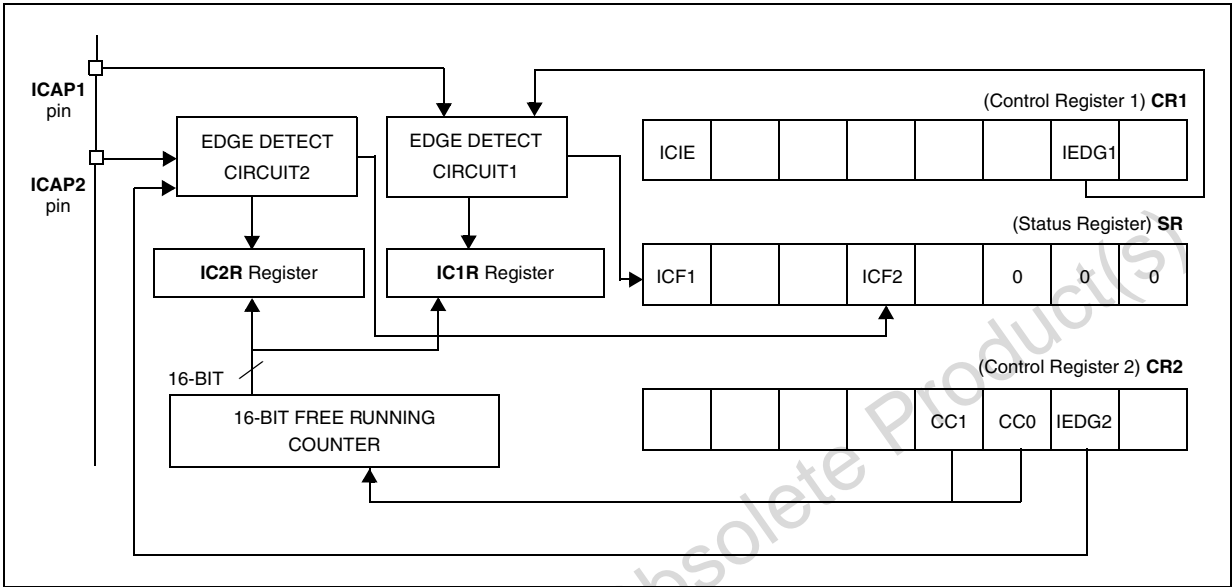 ICAP1
pin
ICAP2
pin
EDGE DETECT
CIRCUIT2
EDGE DETECT
CIRCUIT1
IC2R Register
IC1R Register
16-BIT
16-BIT FREE RUNNING
COUNTER
(Control Register 1) CR1
ICIE IEDG1
(Status Register) SR
ICF1 ICF2 0 0 0
(Control Register 2) CR2
CC1 CC0 IEDG2
bsolete Product(s)